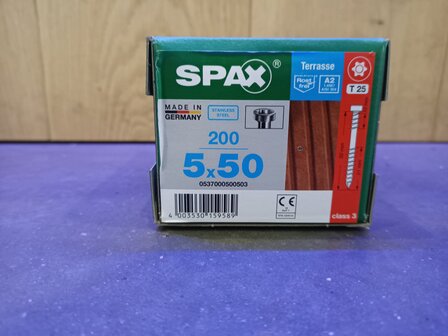 SPAX®
Terrasse
Rost frei
A2
T 25
MADE IN
GERMANY
STAINLESS
STEEL
200
5x50
0537000500503
4 003530 159589
CE
class 3